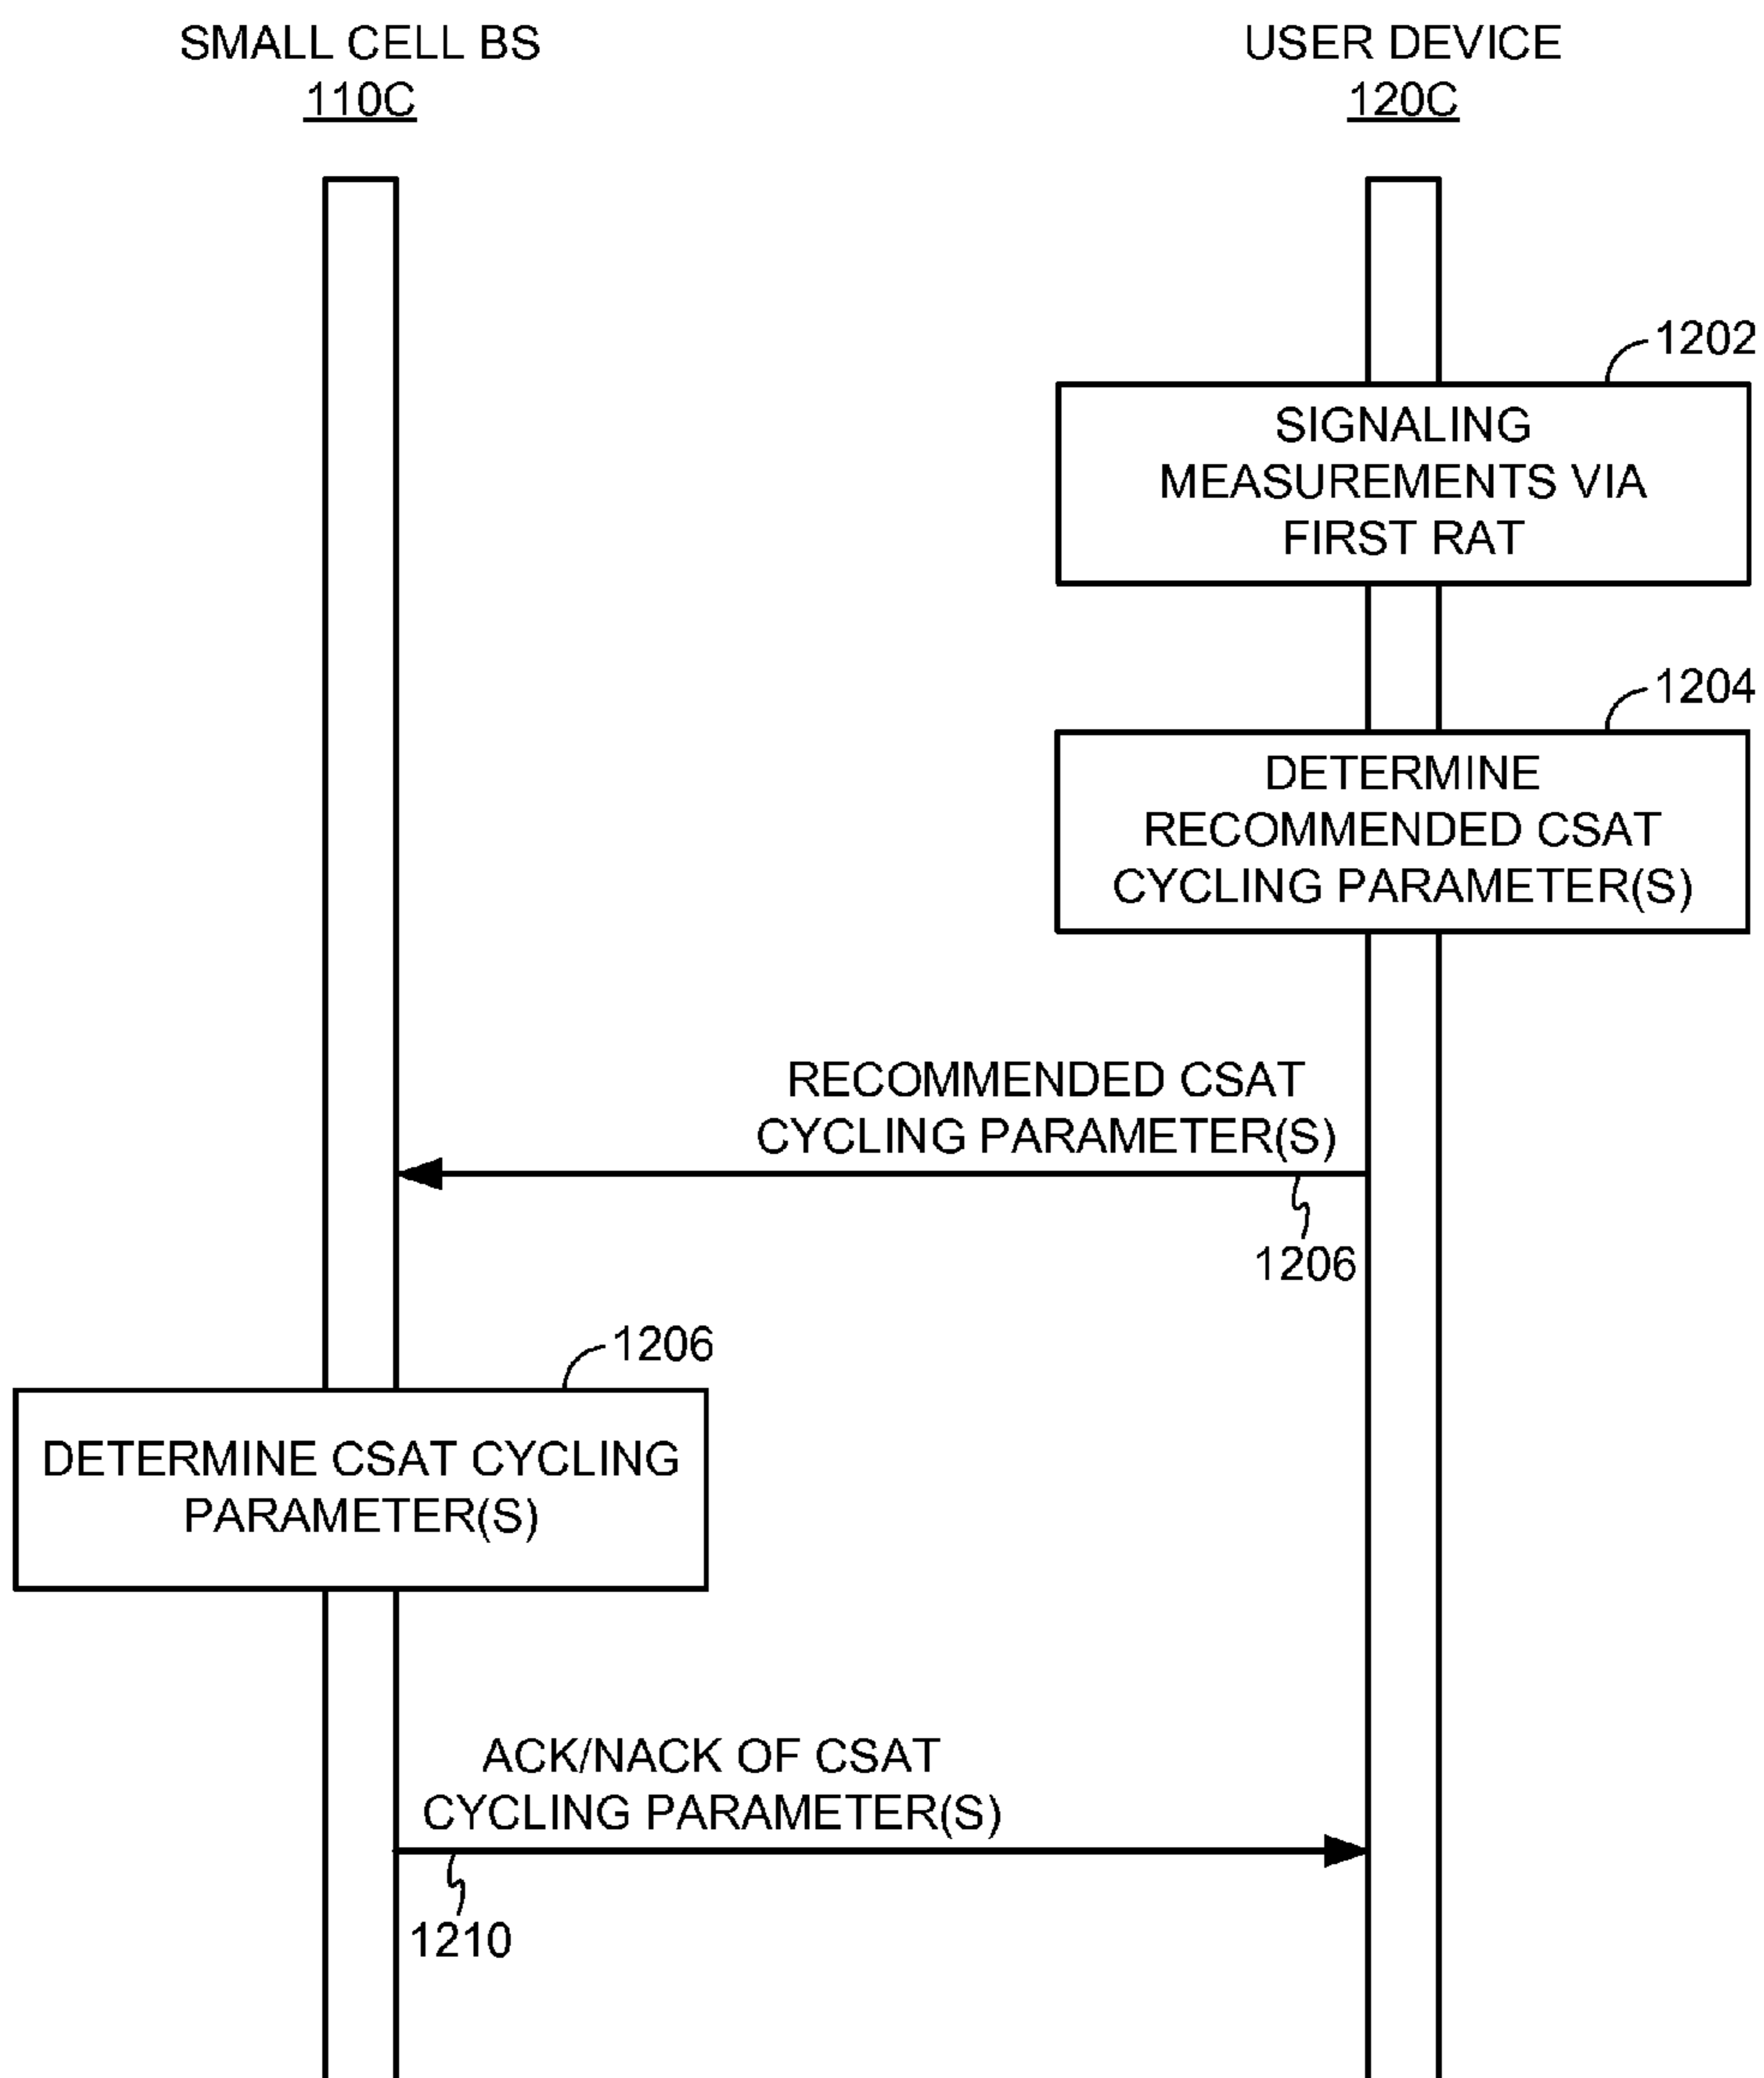 SMALL CELL BS
110C
USER DEVICE
120C
1202
SIGNALING
MEASUREMENTS VIA
FIRST RAT
1204
DETERMINE
RECOMMENDED CSAT
CYCLING PARAMETER(S)
RECOMMENDED CSAT
CYCLING PARAMETER(S)
1206
1206
DETERMINE CSAT CYCLING
PARAMETER(S)
ACK/NACK OF CSAT
CYCLING PARAMETER(S)
1210